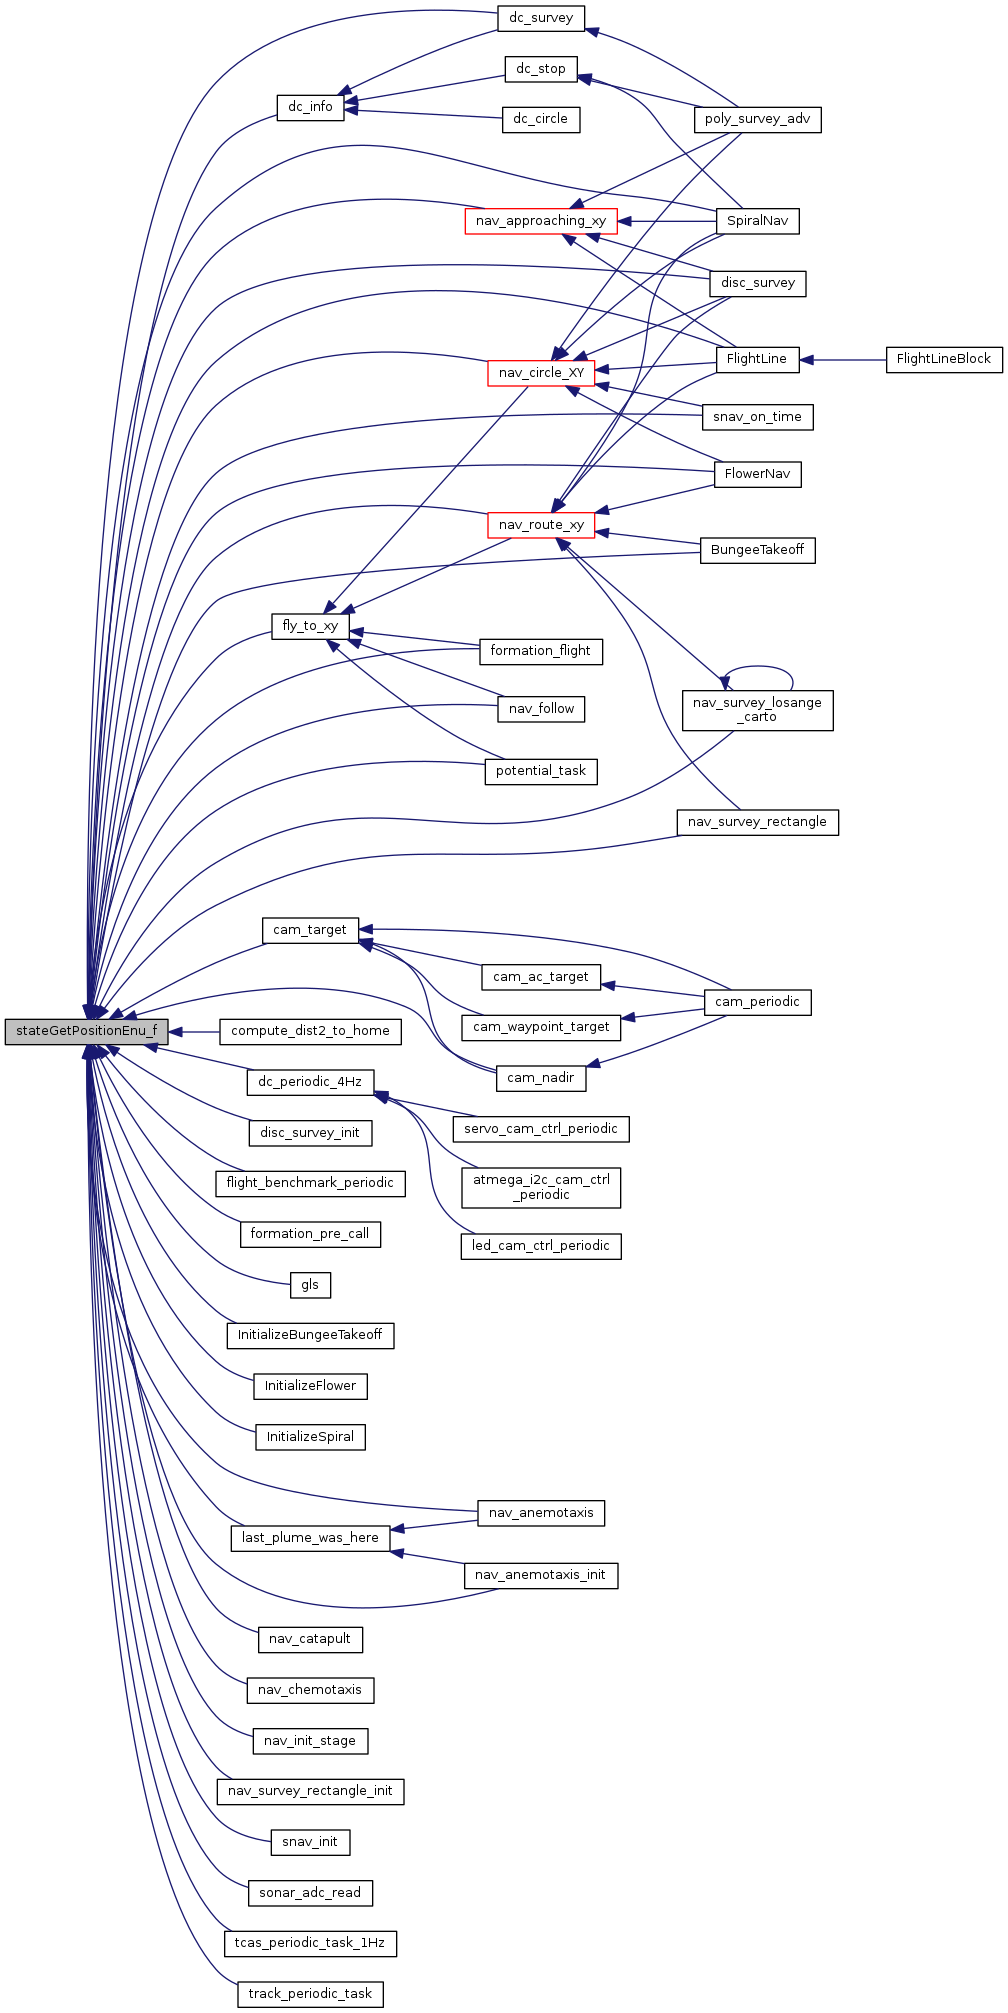 dc_survey
dc_stop
dc_info
dc_circle
poly_survey_adv
nav_approaching_xy
SpiralNav
disc_survey
FlightLine
FlightLineBlock
nav_circle_XY
snav_on_time
FlowerNav
nav_route_xy
BungeeTakeoff
fly_to_xy
formation_flight
nav_survey_losange
_carto
nav_follow
potential_task
nav_survey_rectangle
cam_target
cam_ac_target
cam_periodic
stateGetPositionEnu_f
compute_dist2_to_home
cam_waypoint_target
cam_nadir
dc_periodic_4Hz
servo_cam_ctrl_periodic
disc_survey_init
flight_benchmark_periodic
atmega_i2c_cam_ctrl
_periodic
formation_pre_call
led_cam_ctrl_periodic
gls
InitializeBungeeTakeoff
InitializeFlower
InitializeSpiral
nav_anemotaxis
last_plume_was_here
nav_anemotaxis_init
nav_catapult
nav_chemotaxis
nav_init_stage
nav_survey_rectangle_init
snav_init
sonar_adc_read
tcas_periodic_task_1Hz
track_periodic_task